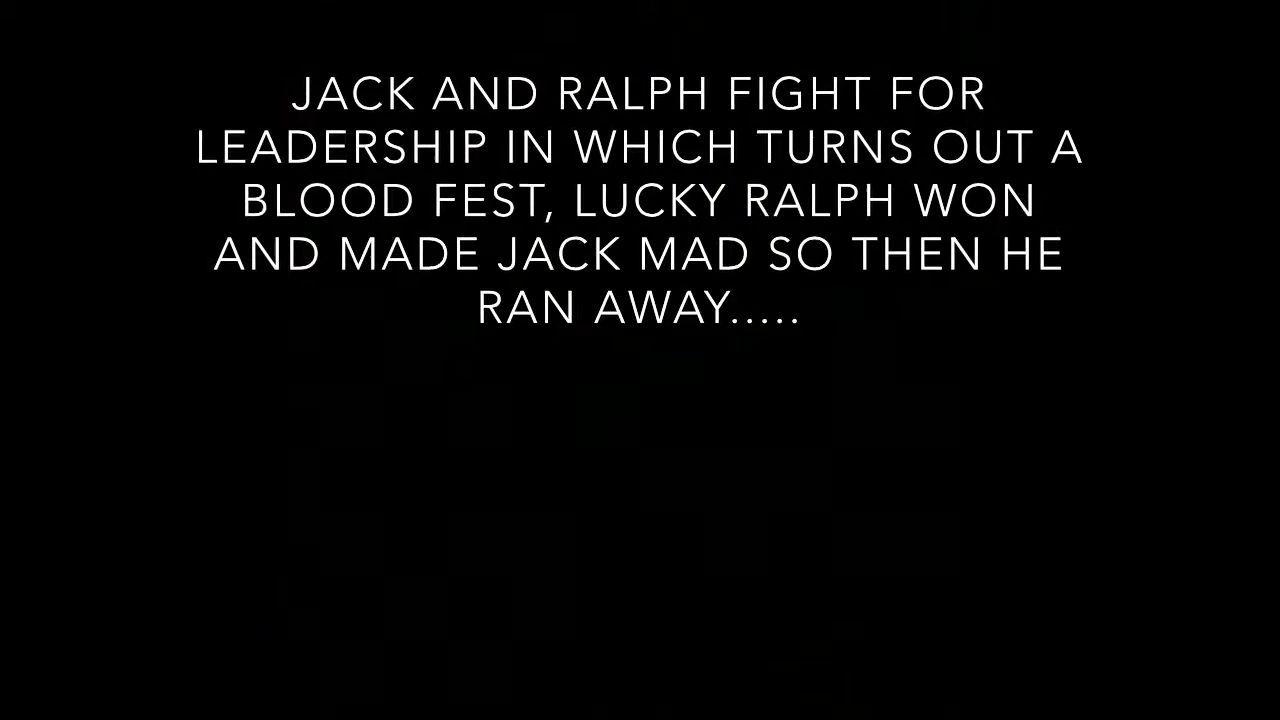 JACK AND RALPH FIGHT FOR
LEADERSHIP IN WHICH TURNS OUT A
BLOOD FEST, LUCKY RALPH WON
AND MADE JACK MAD SO THEN HE
RAN AWAY.....